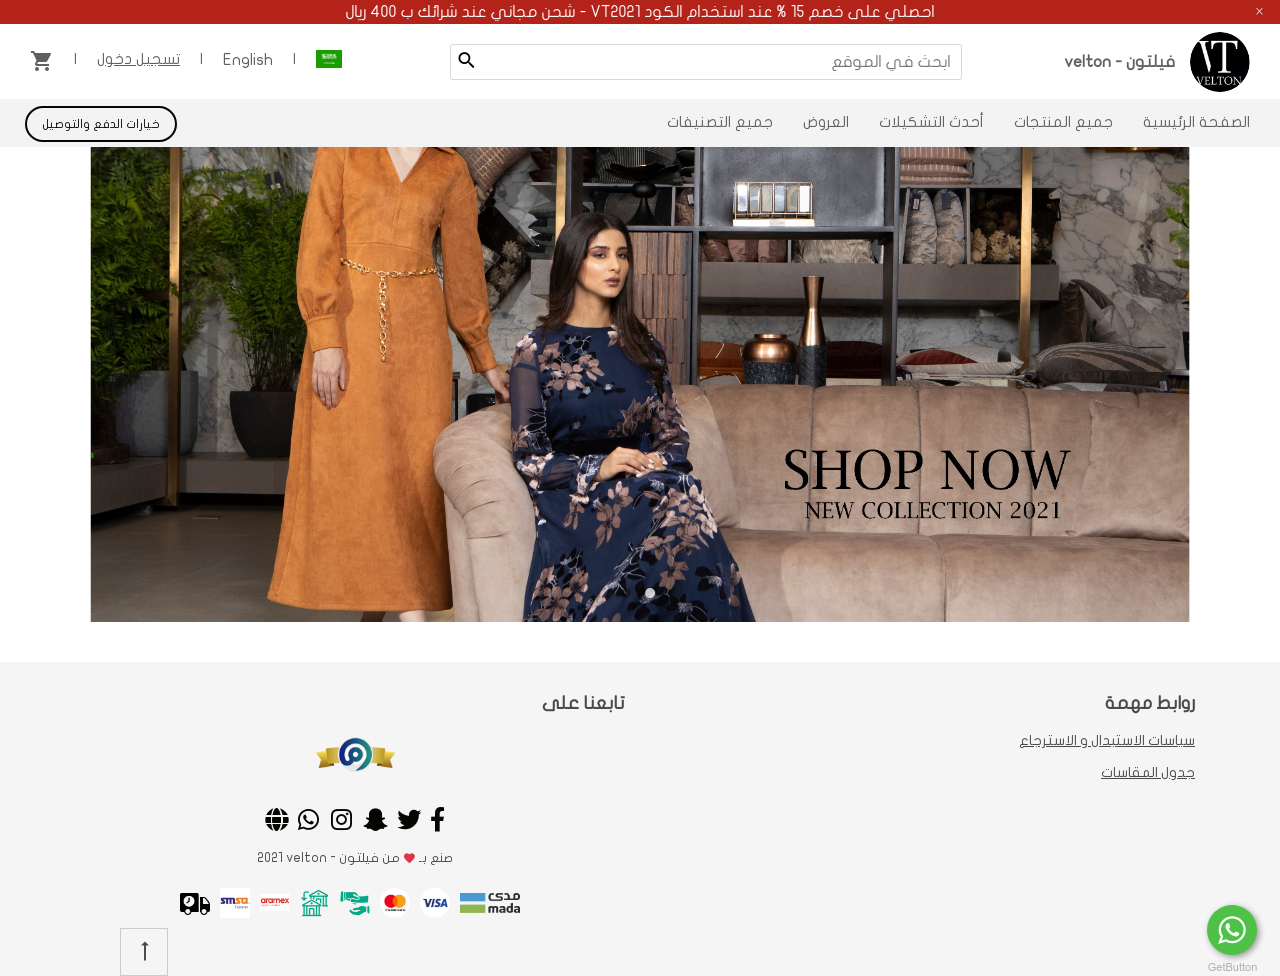 احصلي على خصم 15 % عند استخدام الكود VT2021 - شحن مجاني عند شرائك ب 400 ريال
×
VT
VELTON
فيلتون - velton
ابحث في الموقع
English
تسجيل دخول
الصفحة الرئيسية
جميع المنتجات
أحدث التشكيلات
العروض
جميع التصنيفات
خيارات الدفع والتوصيل
SHOP NOW
NEW COLLECTION 2021
روابط مهمة
سياسات الاستبدال و الاسترجاع
جدول المقاسات
تابعنا على
صنع بـ من فيلتون - velton 2021
مدى
mada
VISA
aramex
smsa
GetButton